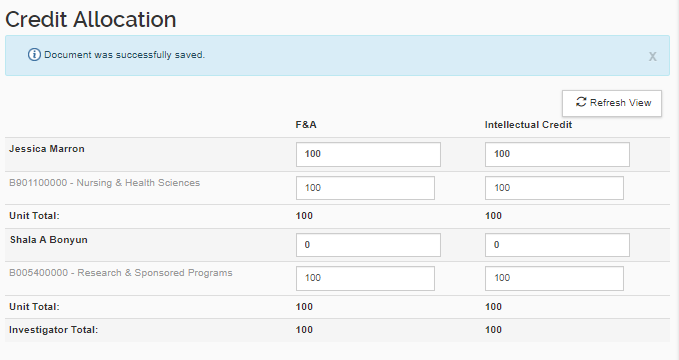 Credit Allocation
Document was successfully saved.
X
Refresh View
F&A Intellectual Credit
Jessica Marron 100 100
B901100000 - Nursing & Health Sciences 100 100
Unit Total: 100 100
Shala A Bonyun 0 0
B005400000 - Research & Sponsored Programs 100 100
Unit Total: 100 100
Investigator Total: 100 100